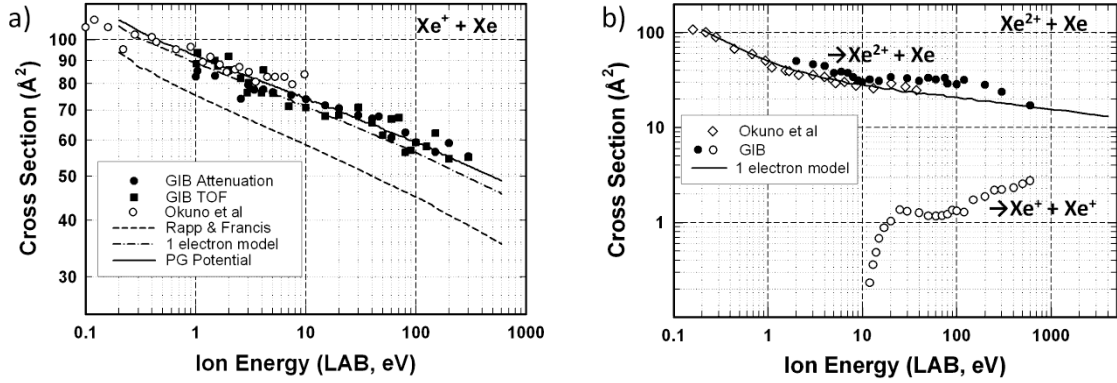 a)
Xe⁺ + Xe
100
90
80
70
60
50
40
30
Cross Section (Å²)
GIB Attenuation
GIB TOF
Okuno et al
Rapp & Francis
1 electron model
PG Potential
0.1 1 10 100 1000
Ion Energy (LAB, eV)
b)
Xe²⁺ + Xe
→Xe²⁺ + Xe
100
10
1
0.1
Cross Section (Å²)
Okuno et al
GIB
1 electron model
→Xe⁺ + Xe⁺
0.1 1 10 100 1000
Ion Energy (LAB, eV)